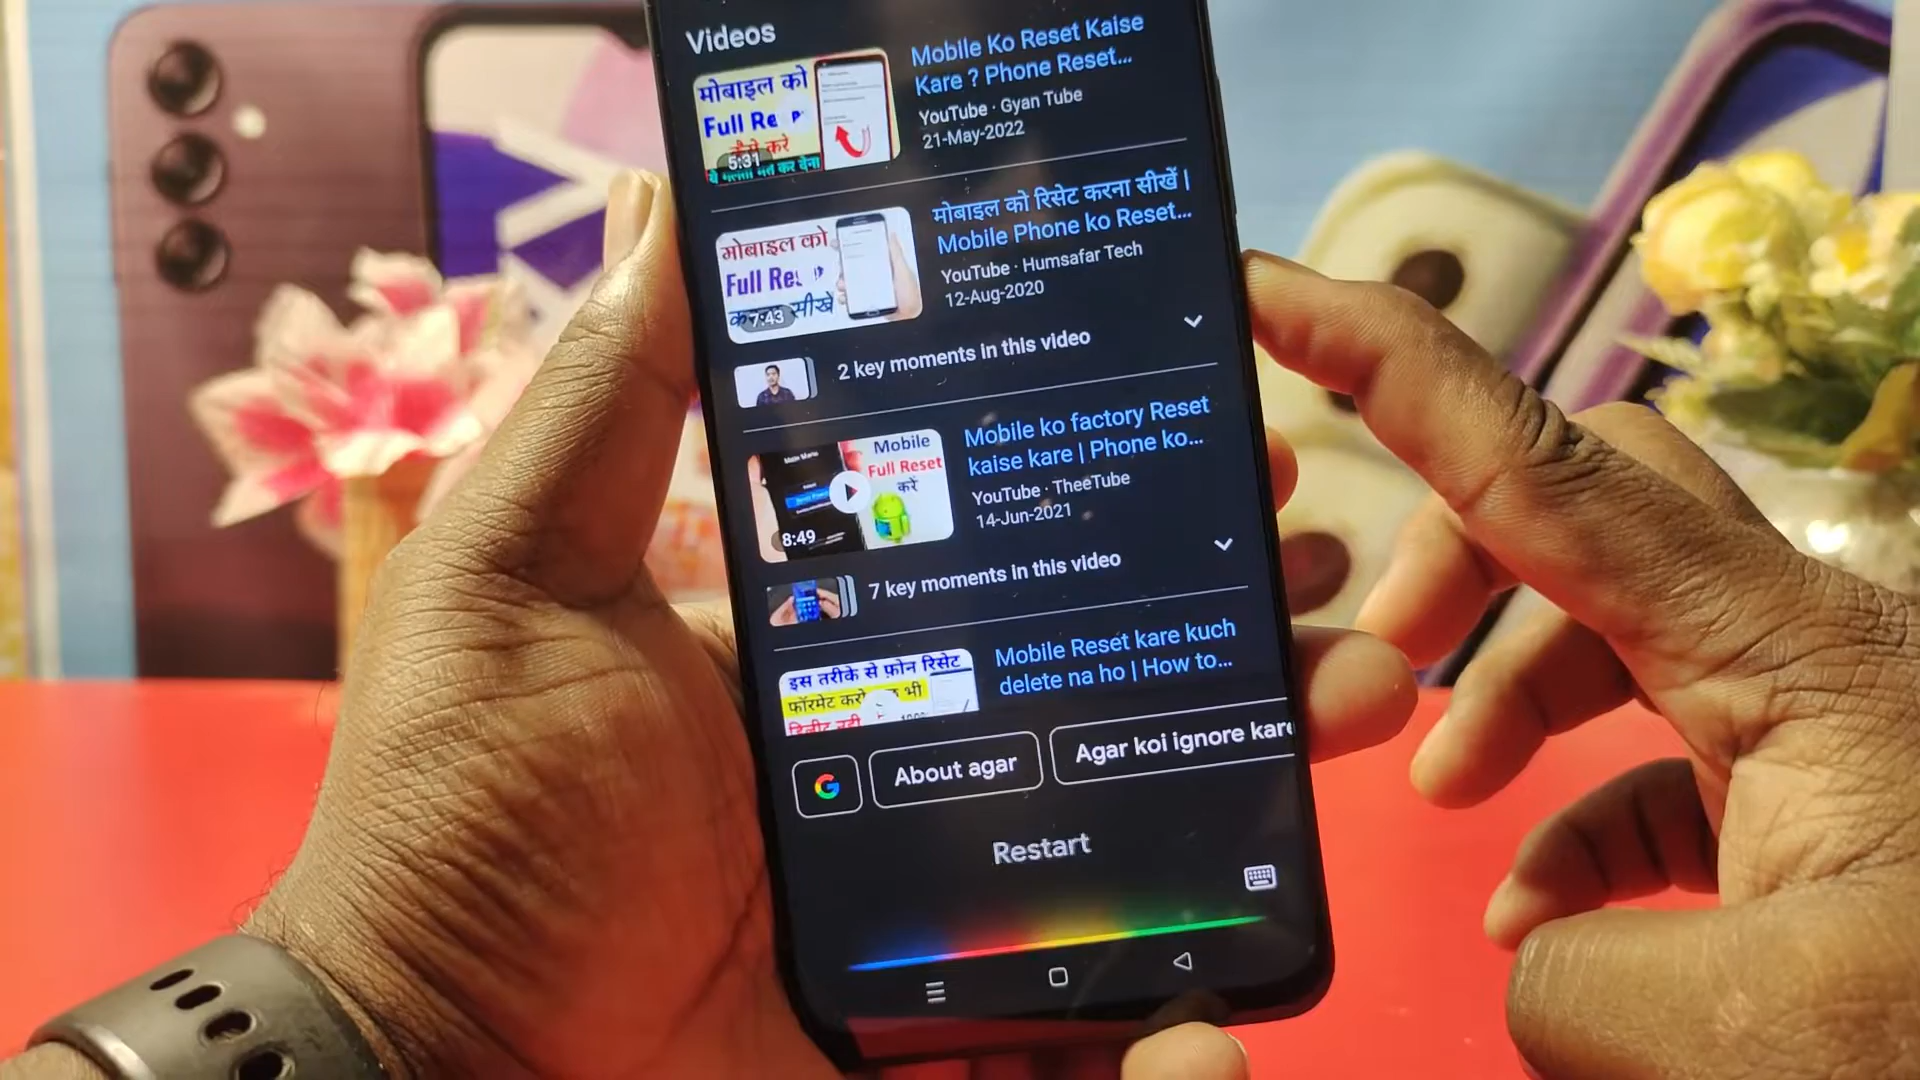 Videos
मोबाइल को
Full Re
कैसे करे
5:31
Mobile Ko Reset Kaise
Kare ? Phone Reset...
YouTube · Gyan Tube
21-May-2022
मोबाइल को
Full Re
सीखें
7:43
मोबाइल को रिसेट करना सीखें |
Mobile Phone ko Reset...
YouTube · Humsafar Tech
12-Aug-2020
2 key moments in this video
Mobile
Full Reset
करें
8:49
Mobile ko factory Reset
kaise kare | Phone ko...
YouTube · TheeTube
14-Jun-2021
7 key moments in this video
इस तरीके से फ़ोन रिसेट
फॉरमेट करो भी
Mobile Reset kare kuch
delete na ho | How to...
G
About agar
Agar koi ignore kare
Restart